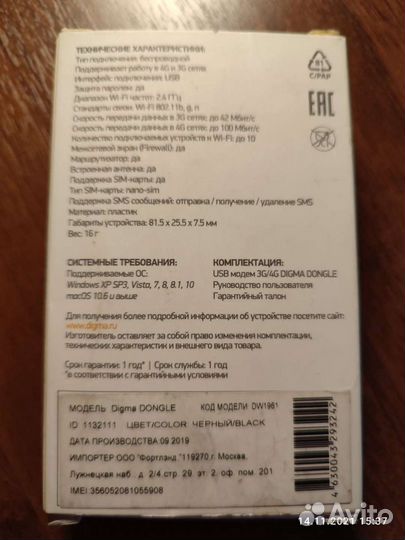 ТЕХНИЧЕСКИЕ ХАРАКТЕРИСТИКИ:
Тип подключения: беспроводной
Поддерживает работу в 4G и 3G сетях
Интерфейс подключения: USB
Защита паролем: да
Диапазон Wi-Fi частот: 2.4 ГГц
Стандарты связи: Wi-Fi 802.11b, g, n
Скорость передачи данных в 3G сетях: до 42 Мбит/с
Скорость передачи данных в 4G сетях: до 100 Мбит/с
Количество подключаемых устройств к Wi-Fi: до 10
Межсетевой экран (Firewall): да
Маршрутизатор: да
Встроенная антенна: да
Поддержка SIM-карты: да
Тип SIM-карты: nano-sim
Поддержка SMS сообщений: отправка / получение / удаление SMS
Материал: пластик
Габариты устройства: 81.5 x 25.5 x 7.5 мм
Вес: 16 г
81
C/PAP
EAC
СИСТЕМНЫЕ ТРЕБОВАНИЯ:
Поддерживаемые ОС:
Windows XP SP3, Vista, 7, 8, 8.1, 10
macOS 10.6 и выше
КОМПЛЕКТАЦИЯ:
USB модем 3G/4G DIGMA DONGLE
Руководство пользователя
Гарантийный талон
Для получения более подробной информации об устройстве посетите сайт:
www.digma.ru
Изготовитель оставляет за собой право изменения комплектации,
технических характеристик и внешнего вида товара.
Срок гарантии: 1 год* | Срок службы: 1 год
*в соответствии с гарантийными условиями
МОДЕЛЬ: Digma DONGLE КОД МОДЕЛИ: DW1961
ID 1132111 ЦВЕТ/COLOR ЧЕРНЫЙ/BLACK
ДАТА ПРОИЗВОДСТВА:09.2019
ИМПОРТЕР ООО "Фортлэнд."119270 г. Москва.
Лужнецкая наб. д. 2/4.стр. 29. эт. 2. оф. пом. 201
IMEI: 356052081055908
4630043293242
Avito
14.11.2021 15:37